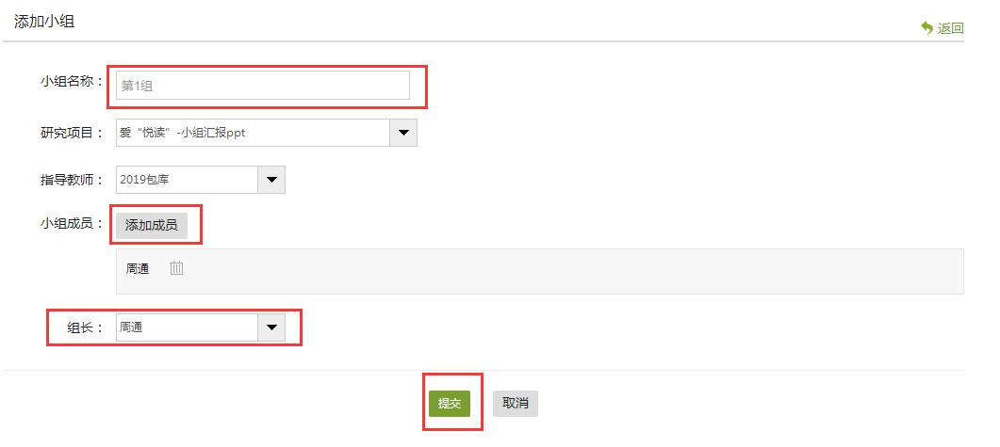 添加小组
返回
小组名称： 第1组
研究项目： 爱“悦读”-小组汇报ppt
指导教师： 2019包库
小组成员： 添加成员
周通
组长： 周通
提交 取消